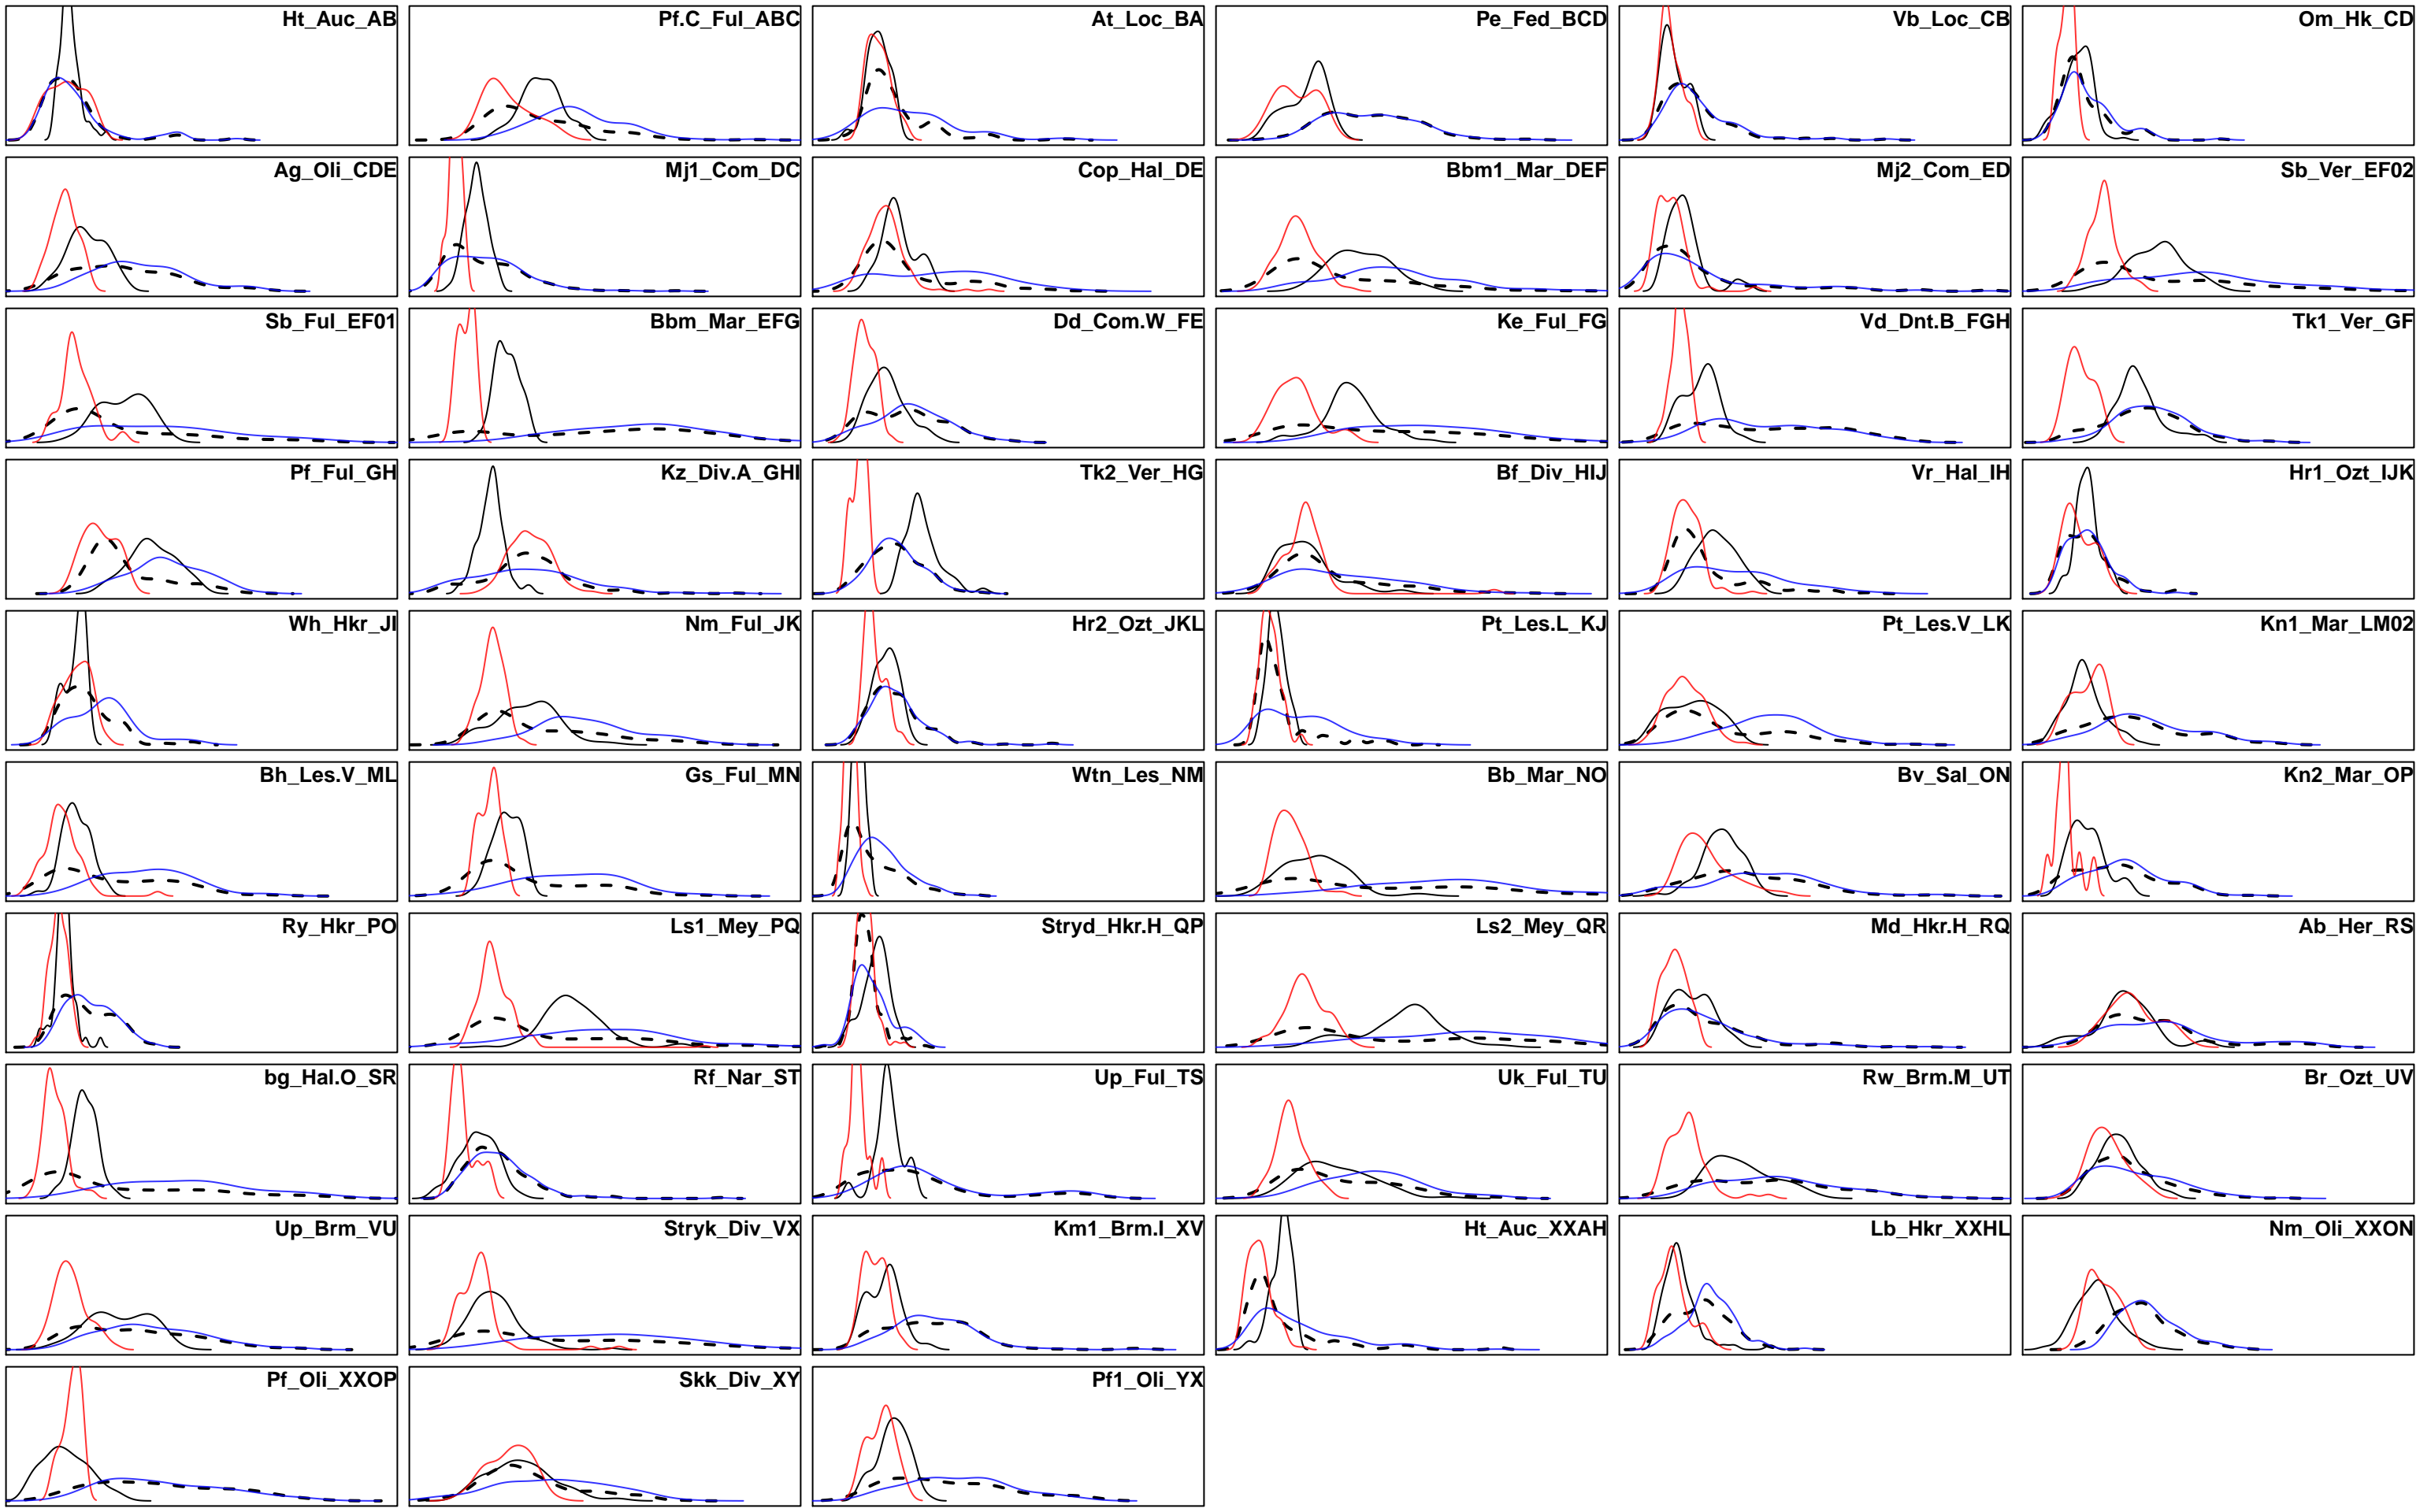 Ht_Auc_AB
Pf.C_Ful_ABC
At_Loc_BA
Pe_Fed_BCD
Vb_Loc_CB
Om_Hk_CD
Ag_Oli_CDE
Mj1_Com_DC
Cop_Hal_DE
Bbm1_Mar_DEF
Mj2_Com_ED
Sb_Ver_EF02
Sb_Ful_EF01
Bbm_Mar_EFG
Dd_Com.W_FE
Ke_Ful_FG
Vd_Dnt.B_FGH
Tk1_Ver_GF
Pf_Ful_GH
Kz_Div.A_GHI
Tk2_Ver_HG
Bf_Div_HIJ
Vr_Hal_IH
Hr1_Ozt_IJK
Wh_Hkr_JI
Nm_Ful_JK
Hr2_Ozt_JKL
Pt_Les.L_KJ
Pt_Les.V_LK
Kn1_Mar_LM02
Bh_Les.V_ML
Gs_Ful_MN
Wtn_Les_NM
Bb_Mar_NO
Bv_Sal_ON
Kn2_Mar_OP
Ry_Hkr_PO
Ls1_Mey_PQ
Stryd_Hkr.H_QP
Ls2_Mey_QR
Md_Hkr.H_RQ
Ab_Her_RS
bg_Hal.O_SR
Rf_Nar_ST
Up_Ful_TS
Uk_Ful_TU
Rw_Brm.M_UT
Br_Ozt_UV
Up_Brm_VU
Stryk_Div_VX
Km1_Brm.I_XV
Ht_Auc_XXAH
Lb_Hkr_XXHL
Nm_Oli_XXON
Pf_Oli_XXOP
Skk_Div_XY
Pf1_Oli_YX